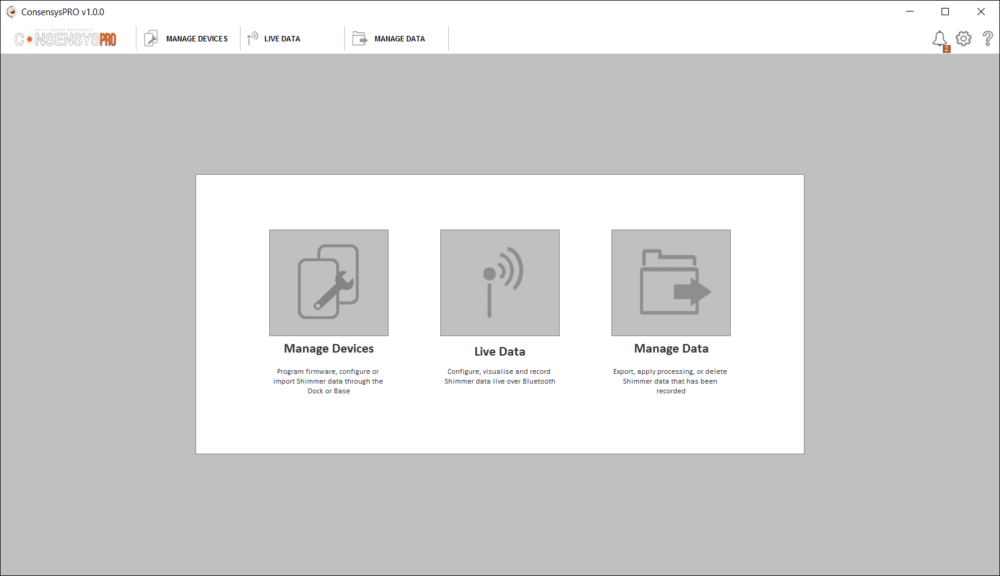 ConsensysPRO v1.0.0
MULTI SENSOR MANAGEMENT
CONSENSYSPRO
MANAGE DEVICES
LIVE DATA
MANAGE DATA
2
Manage Devices
Program firmware, configure or
import Shimmer data through the
Dock or Base
Live Data
Configure, visualise and record
Shimmer data live over Bluetooth
Manage Data
Export, apply processing, or delete
Shimmer data that has been
recorded